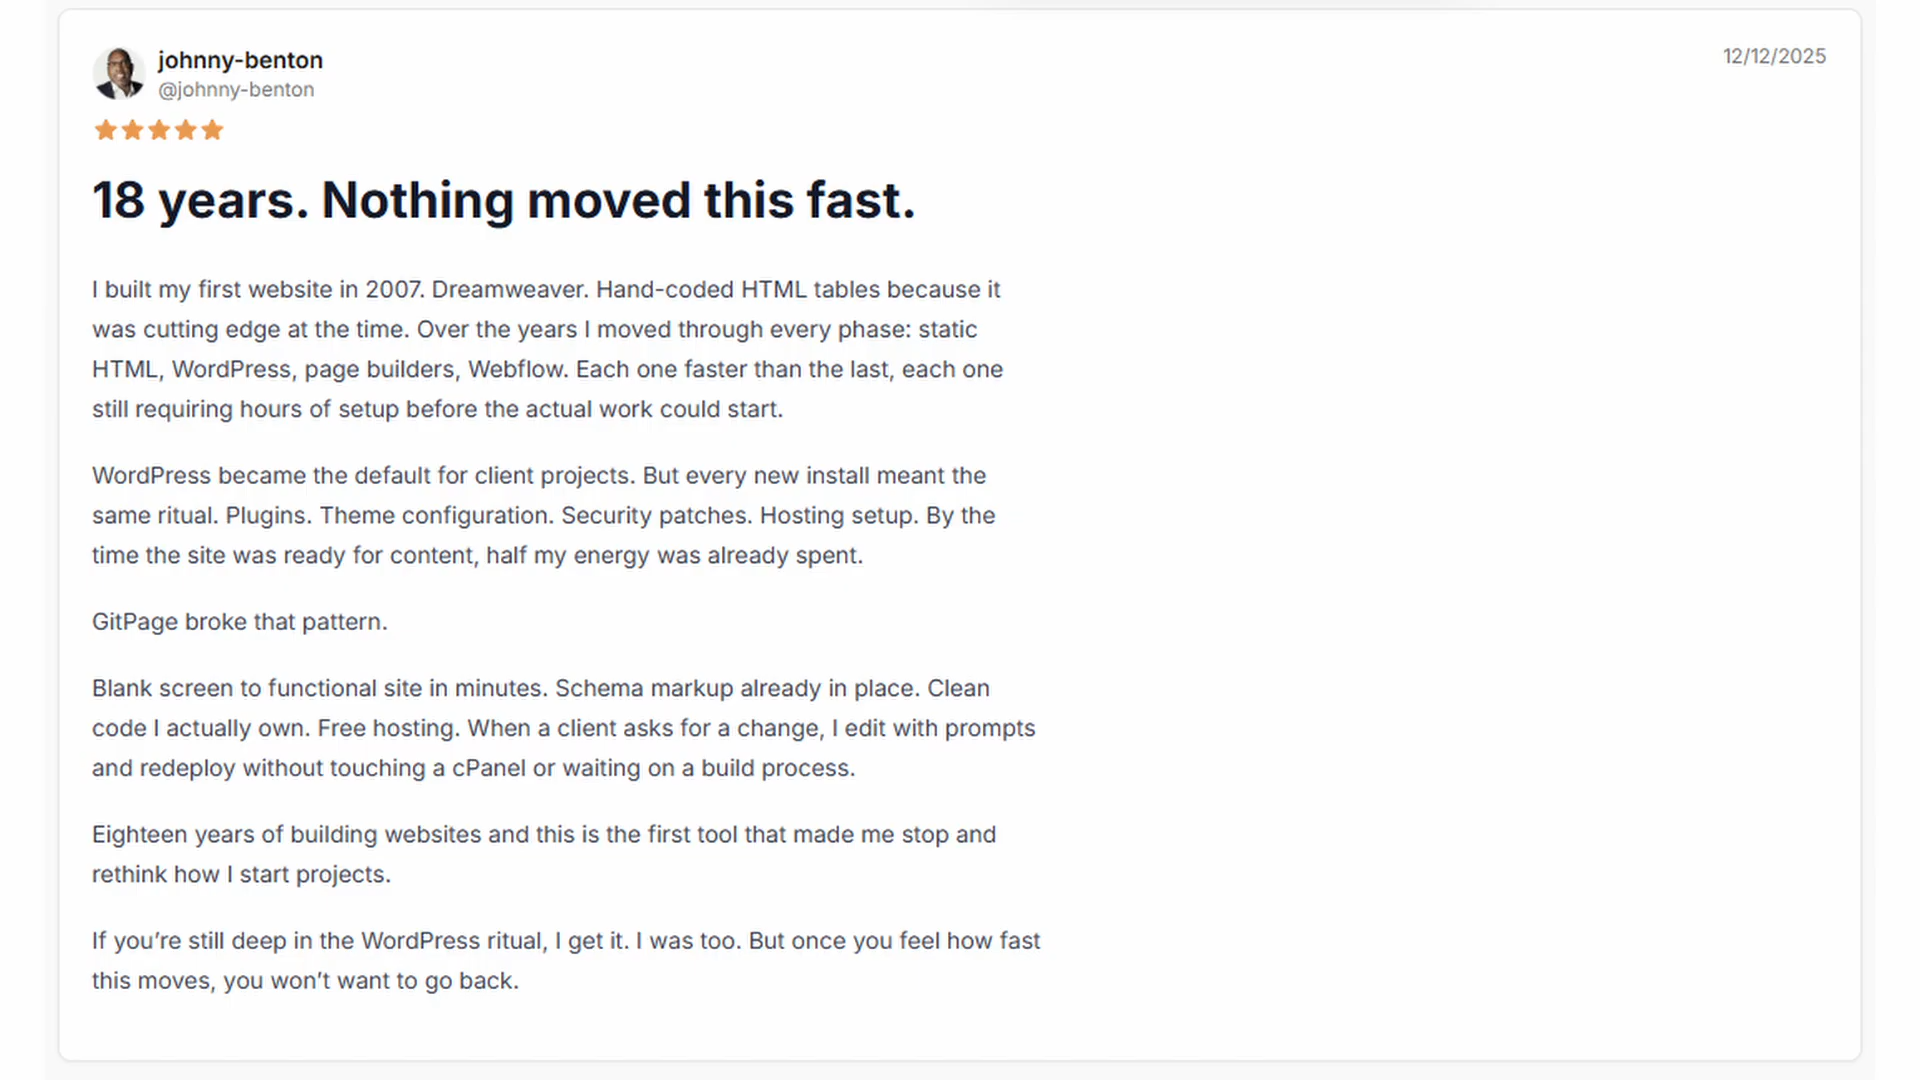 johnny-benton
12/12/2025
@johnny-benton
18 years. Nothing moved this fast.
I built my first website in 2007. Dreamweaver. Hand-coded HTML tables because it
was cutting edge at the time. Over the years I moved through every phase: static
HTML, WordPress, page builders, Webflow. Each one faster than the last, each one
still requiring hours of setup before the actual work could start.
WordPress became the default for client projects. But every new install meant the
same ritual. Plugins. Theme configuration. Security patches. Hosting setup. By the
time the site was ready for content, half my energy was already spent.
GitPage broke that pattern.
Blank screen to functional site in minutes. Schema markup already in place. Clean
code I actually own. Free hosting. When a client asks for a change, I edit with prompts
and redeploy without touching a cPanel or waiting on a build process.
Eighteen years of building websites and this is the first tool that made me stop and
rethink how I start projects.
If you’re still deep in the WordPress ritual, I get it. I was too. But once you feel how fast
this moves, you won’t want to go back.